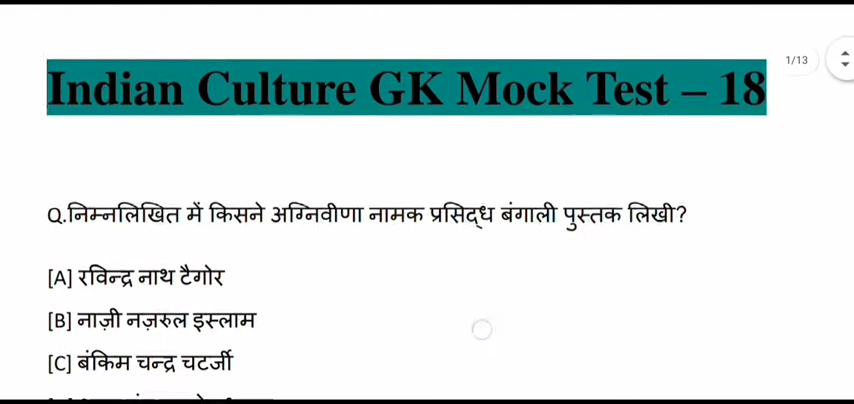 Indian Culture GK Mock Test – 18
1/13
Q.निम्नलिखित में किसने अग्निवीणा नामक प्रसिद्ध बंगाली पुस्तक लिखी?
[A] रविन्द्र नाथ टैगोर
[B] नाज़ी नज़रुल इस्लाम
[C] बंकिम चन्द्र चटर्जी